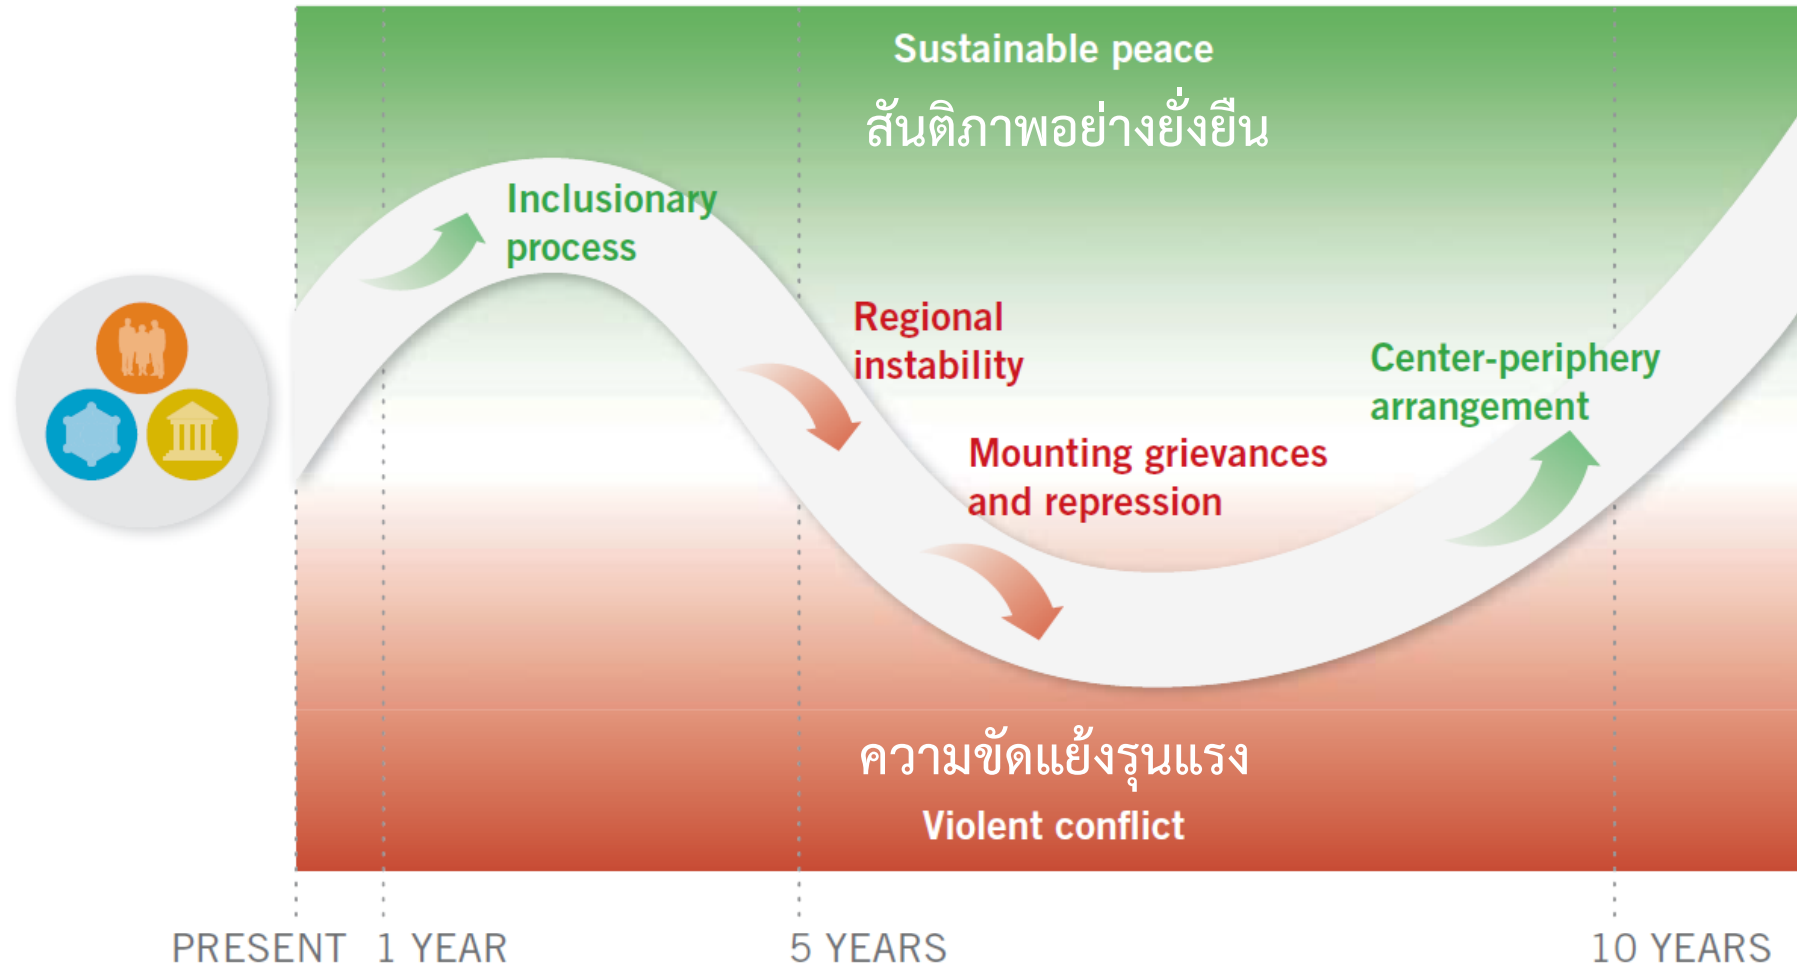 Sustainable peace
สันติภาพอย่างยั่งยืน
Inclusionary
process
Regional
instability
Center-periphery
arrangement
Mounting grievances
and repression
ความขัดแย้งรุนแรง
Violent conflict
PRESENT
1 YEAR
5 YEARS
10 YEARS